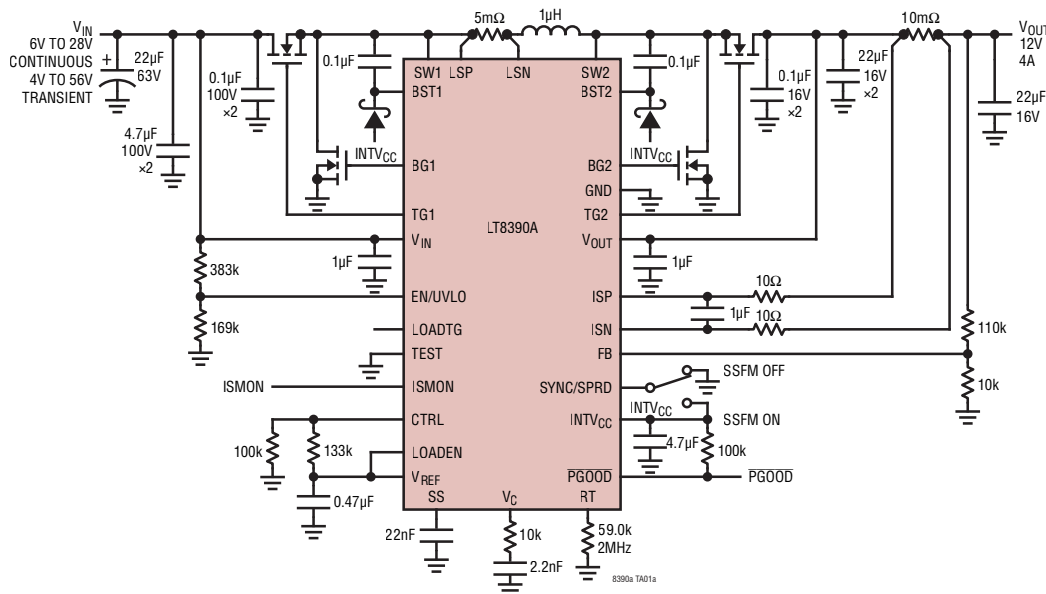 VIN
6V TO 28V
CONTINUOUS
4V TO 56V
TRANSIENT
+
22µF
63V
4.7µF
100V
×2
0.1µF
100V
×2
0.1µF
5mΩ
1µH
0.1µF
10mΩ
VOUT
12V
4A
0.1µF
16V
×2
22µF
16V
×2
22µF
16V
SW1
LSP
LSN
SW2
BST1
BST2
INTVCC
INTVCC
BG1
BG2
GND
TG1
TG2
LT8390A
VIN
VOUT
1µF
1µF
383k
EN/UVLO
ISP
10Ω
1µF
169k
LOADTG
ISN
10Ω
110k
TEST
FB
10k
ISMON
ISMON
SYNC/SPRD
SSFM OFF
INTVCC
CTRL
INTVCC
SSFM ON
100k
133k
4.7µF
100k
LOADEN
VREF
PGOOD
PGOOD
0.47µF
SS
VC
RT
22nF
10k
59.0k
2MHz
2.2nF
8390a TA01a